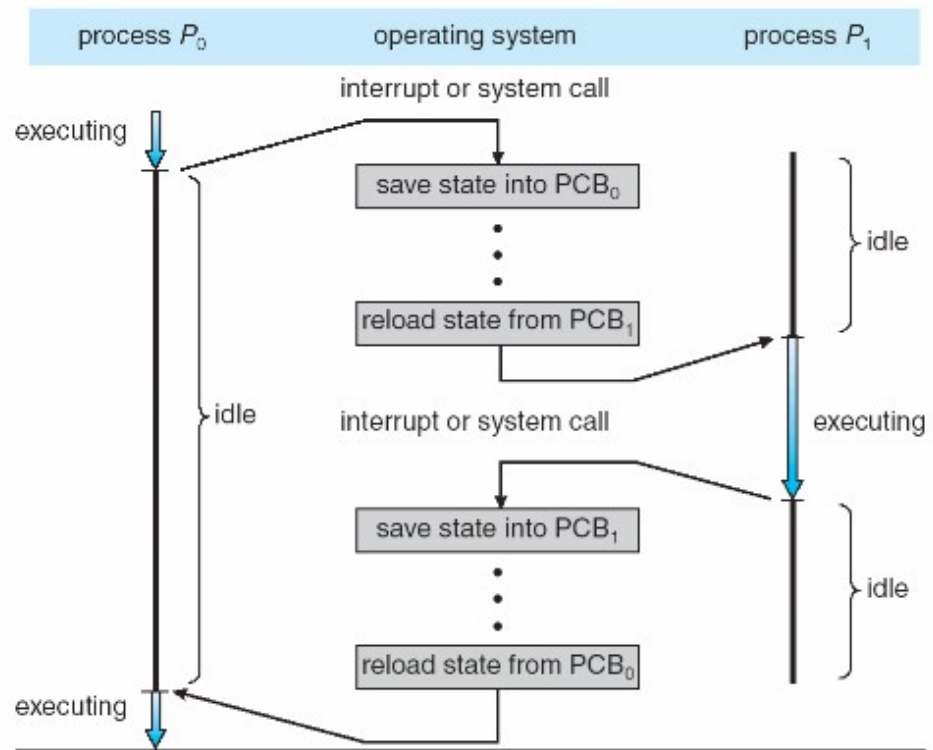 process P₀ operating system process P₁
interrupt or system call
executing
save state into PCB₀
idle
reload state from PCB₁
idle
interrupt or system call
executing
save state into PCB₁
idle
reload state from PCB₀
executing